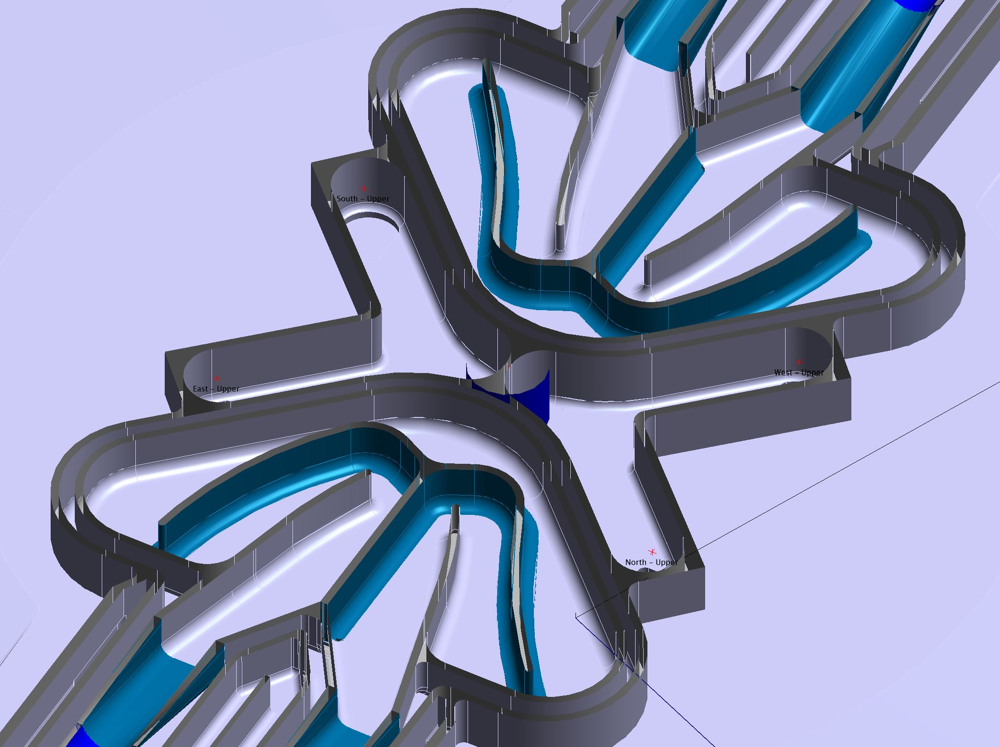 South – Upper
West – Upper
East – Upper
North – Upper